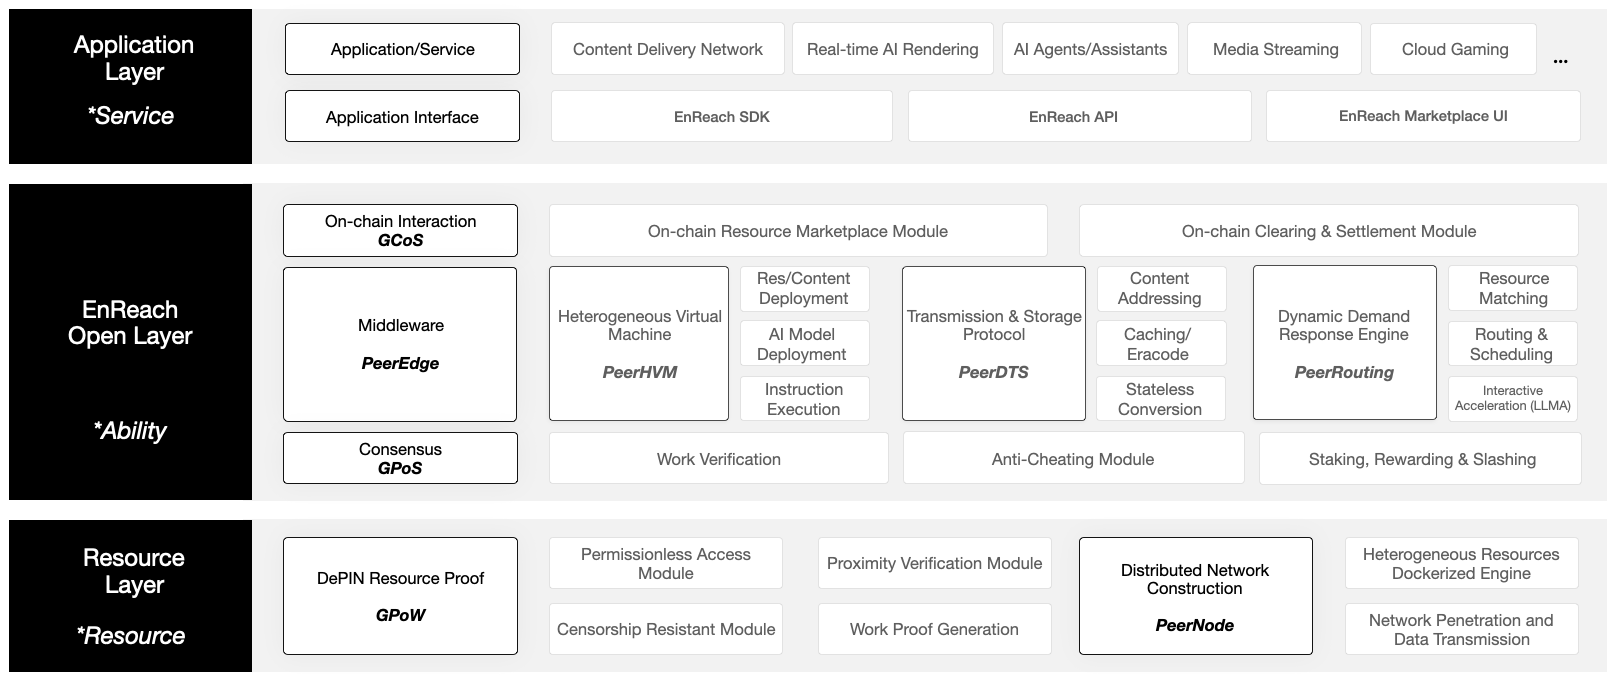 Application
Layer
*Service
Application/Service
Content Delivery Network
Real-time AI Rendering
AI Agents/Assistants
Media Streaming
Cloud Gaming
...
Application Interface
EnReach SDK
EnReach API
EnReach Marketplace UI
EnReach
Open Layer
*Ability
On-chain Interaction
GCoS
On-chain Resource Marketplace Module
On-chain Clearing & Settlement Module
Middleware
PeerEdge
Heterogeneous Virtual
Machine
PeerHVM
Res/Content
Deployment
AI Model
Deployment
Instruction
Execution
Transmission & Storage
Protocol
PeerDTS
Content
Addressing
Caching/
Eracode
Stateless
Conversion
Dynamic Demand
Response Engine
PeerRouting
Resource
Matching
Routing &
Scheduling
Interactive
Acceleration (LLMA)
Consensus
GPoS
Work Verification
Anti-Cheating Module
Staking, Rewarding & Slashing
Resource
Layer
*Resource
DePIN Resource Proof
GPoW
Permissionless Access
Module
Proximity Verification Module
Censorship Resistant Module
Work Proof Generation
Distributed Network
Construction
PeerNode
Heterogeneous Resources
Dockerized Engine
Network Penetration and
Data Transmission